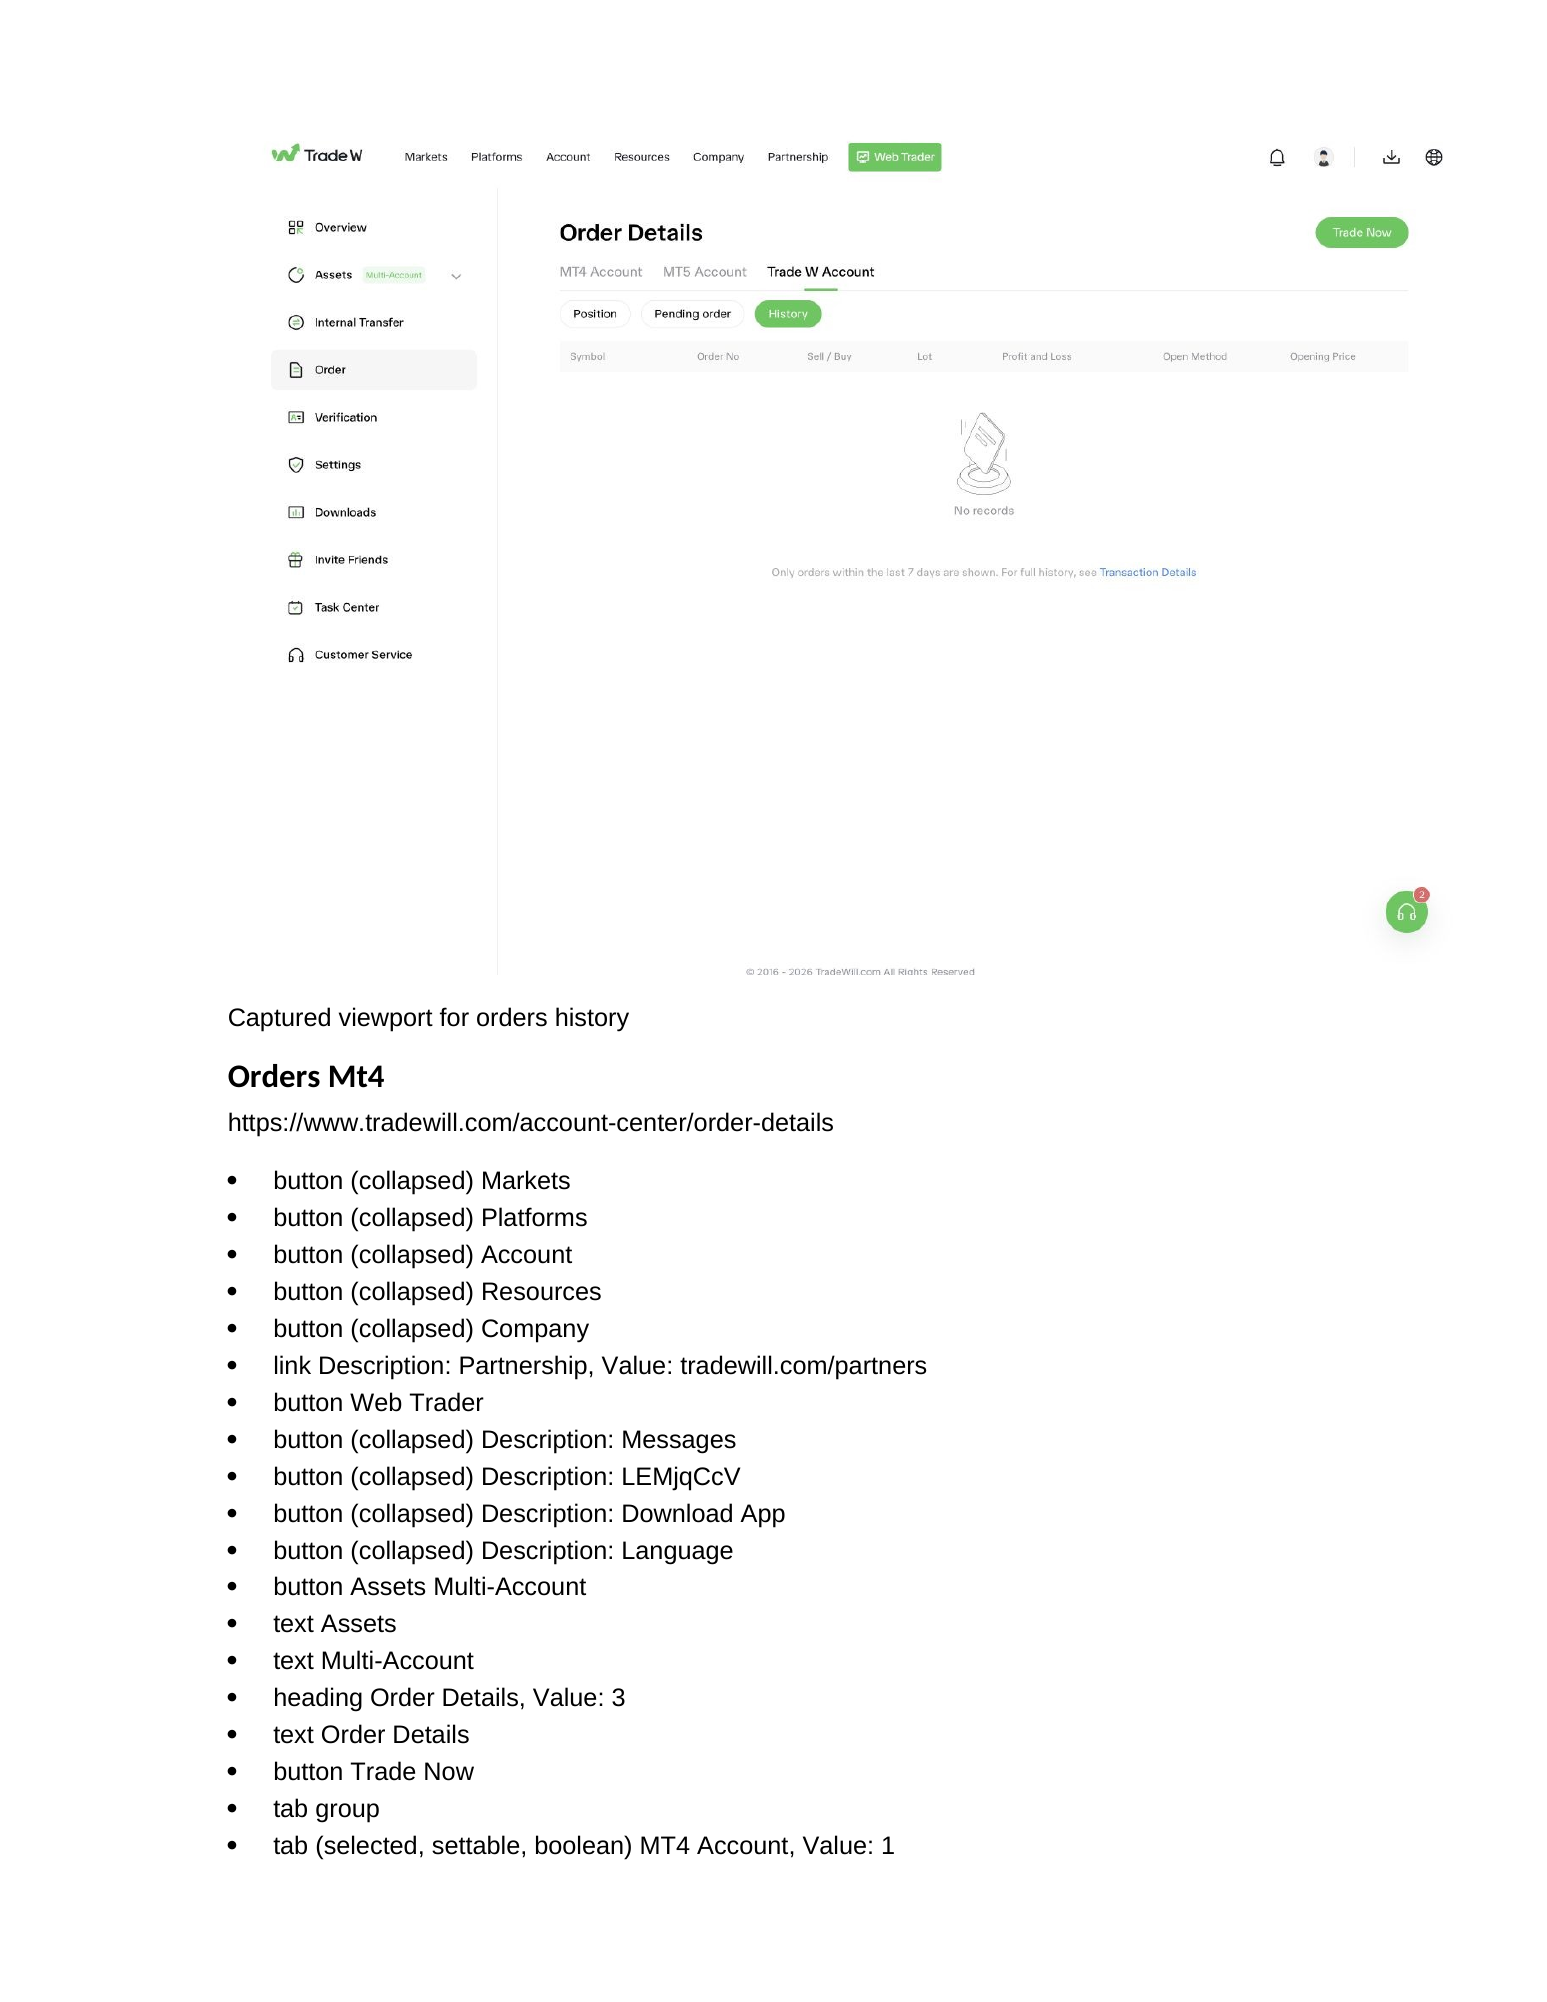 Trade W
Markets Platforms Account Resources Company Partnership Web Trader
Overview
Assets Multi-Account
Internal Transfer
Order
Verification
Settings
Downloads
Invite Friends
Task Center
Customer Service
Order Details
Trade Now
MT4 Account MT5 Account Trade W Account
Position Pending order History
Symbol Order No Sell / Buy Lot Profit and Loss Open Method Opening Price
No records
Only orders within the last 7 days are shown. For full history, see Transaction Details
2
© 2016 - 2026 TradeWill.com All Rights Reserved
Captured viewport for orders history
Orders Mt4
https://www.tradewill.com/account-center/order-details
• button (collapsed) Markets
• button (collapsed) Platforms
• button (collapsed) Account
• button (collapsed) Resources
• button (collapsed) Company
• link Description: Partnership, Value: tradewill.com/partners
• button Web Trader
• button (collapsed) Description: Messages
• button (collapsed) Description: LEMjqCcV
• button (collapsed) Description: Download App
• button (collapsed) Description: Language
• button Assets Multi-Account
• text Assets
• text Multi-Account
• heading Order Details, Value: 3
• text Order Details
• button Trade Now
• tab group
• tab (selected, settable, boolean) MT4 Account, Value: 1